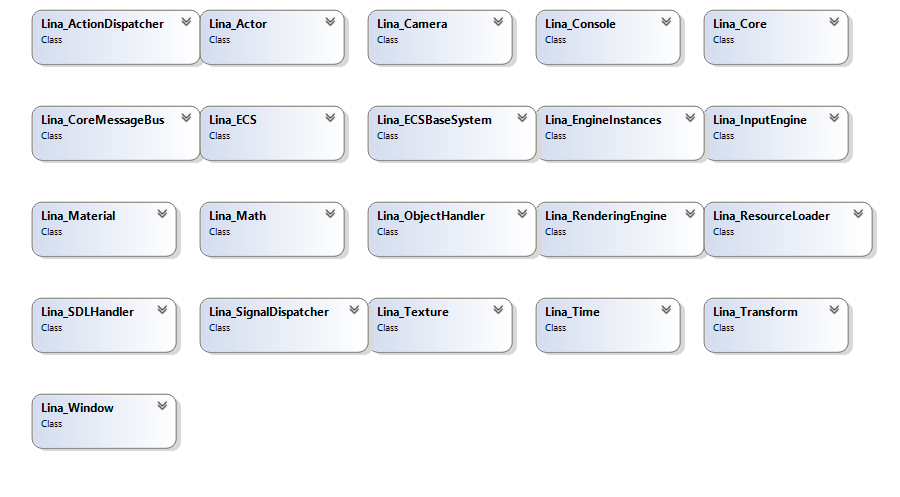 Lina_ActionDispatcher
Class
Lina_Actor
Class
Lina_Camera
Class
Lina_Console
Class
Lina_Core
Class
Lina_CoreMessageBus
Class
Lina_ECS
Class
Lina_ECSBaseSystem
Class
Lina_EngineInstances
Class
Lina_InputEngine
Class
Lina_Material
Class
Lina_Math
Class
Lina_ObjectHandler
Class
Lina_RenderingEngine
Class
Lina_ResourceLoader
Class
Lina_SDLHandler
Class
Lina_SignalDispatcher
Class
Lina_Texture
Class
Lina_Time
Class
Lina_Transform
Class
Lina_Window
Class